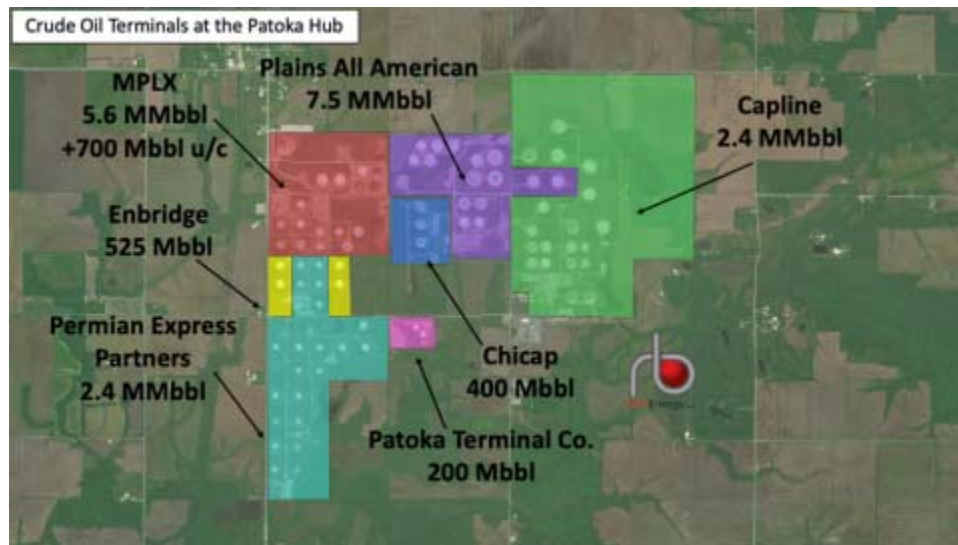 Crude Oil Terminals at the Patoka Hub
Plains All American
7.5 MMbbl
MPLX
5.6 MMbbl
+700 Mbbl u/c
Capline
2.4 MMbbl
Enbridge
525 Mbbl
Permian Express
Partners
2.4 MMbbl
Chicap
400 Mbbl
Patoka Terminal Co.
200 Mbbl